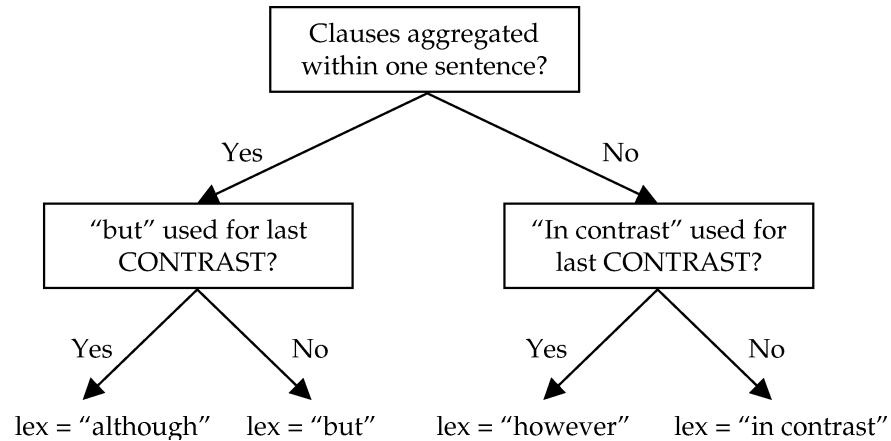 Clauses aggregated
within one sentence?
Yes
No
“but” used for last
CONTRAST?
“In contrast” used for
last CONTRAST?
Yes
No
Yes
No
lex = “although”
lex = “but”
lex = “however”
lex = “in contrast”